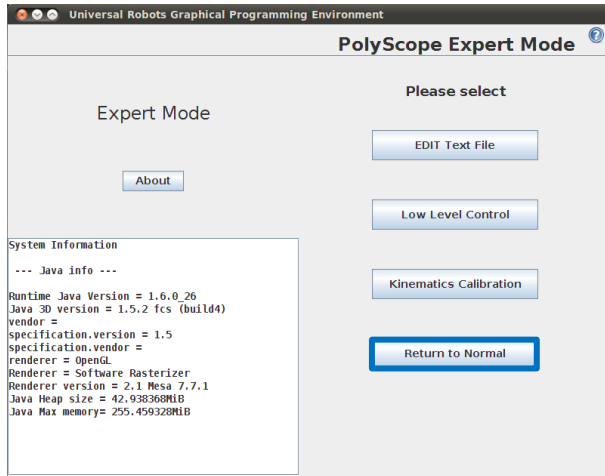 Universal Robots Graphical Programming Environment
PolyScope Expert Mode
?
Expert Mode
About
System Information
--- Java info ---
Runtime Java Version = 1.6.0_26
Java 3D version = 1.5.2 fcs (build4)
vendor =
specification.version = 1.5
specification.vendor =
renderer = OpenGL
Renderer = Software Rasterizer
Renderer version = 2.1 Mesa 7.7.1
Java Heap size = 42.938368MiB
Java Max memory= 255.459328MiB
Please select
EDIT Text File
Low Level Control
Kinematics Calibration
Return to Normal